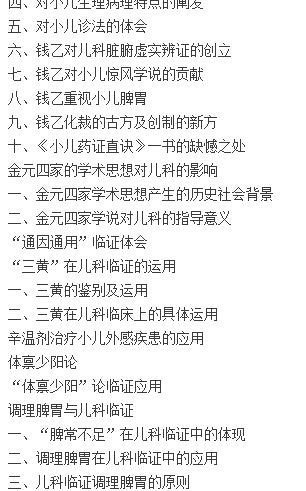 四、对小儿生理病理特点的阐发
五、对小儿诊法的体会
六、钱乙对儿科脏腑虚实辨证的创立
七、钱乙对小儿惊风学说的贡献
八、钱乙重视小儿脾胃
九、钱乙化裁的古方及创制的新方
十、《小儿药证直诀》一书的缺憾之处
金元四家的学术思想对儿科的影响
一、金元四家学术思想产生的历史社会背景
二、金元四家学说对儿科的指导意义
“通因通用”临证体会
“三黄”在儿科临证的运用
一、三黄的鉴别及运用
二、三黄在儿科临床上的具体运用
辛温剂治疗小儿外感疾患的应用
体禀少阳论
“体禀少阳”论临证应用
调理脾胃与儿科临证
一、“脾常不足”在儿科临证中的体现
二、调理脾胃在儿科临证中的应用
三、儿科临证调理脾胃的原则